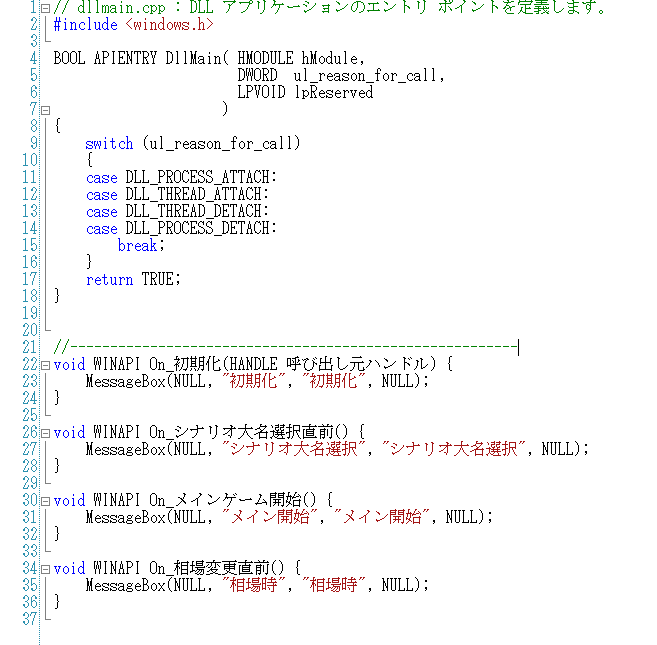 1 // dllmain.cpp : DLL アプリケーションのエントリ ポイントを定義します。
2 #include <windows.h>
3
4 BOOL APIENTRY DllMain( HMODULE hModule,
5                        DWORD  ul_reason_for_call,
6                        LPVOID lpReserved
7                      )
8 {
9     switch (ul_reason_for_call)
10     {
11     case DLL_PROCESS_ATTACH:
12     case DLL_THREAD_ATTACH:
13     case DLL_THREAD_DETACH:
14     case DLL_PROCESS_DETACH:
15         break;
16     }
17     return TRUE;
18 }
19
20
21 //--------------------------------------------------------
22 void WINAPI On_初期化(HANDLE 呼び出し元ハンドル) {
23     MessageBox(NULL, "初期化", "初期化", NULL);
24 }
25
26 void WINAPI On_シナリオ大名選択直前() {
27     MessageBox(NULL, "シナリオ大名選択", "シナリオ大名選択", NULL);
28 }
29
30 void WINAPI On_メインゲーム開始() {
31     MessageBox(NULL, "メイン開始", "メイン開始", NULL);
32 }
33
34 void WINAPI On_相場変更直前() {
35     MessageBox(NULL, "相場時", "相場時", NULL);
36 }
37